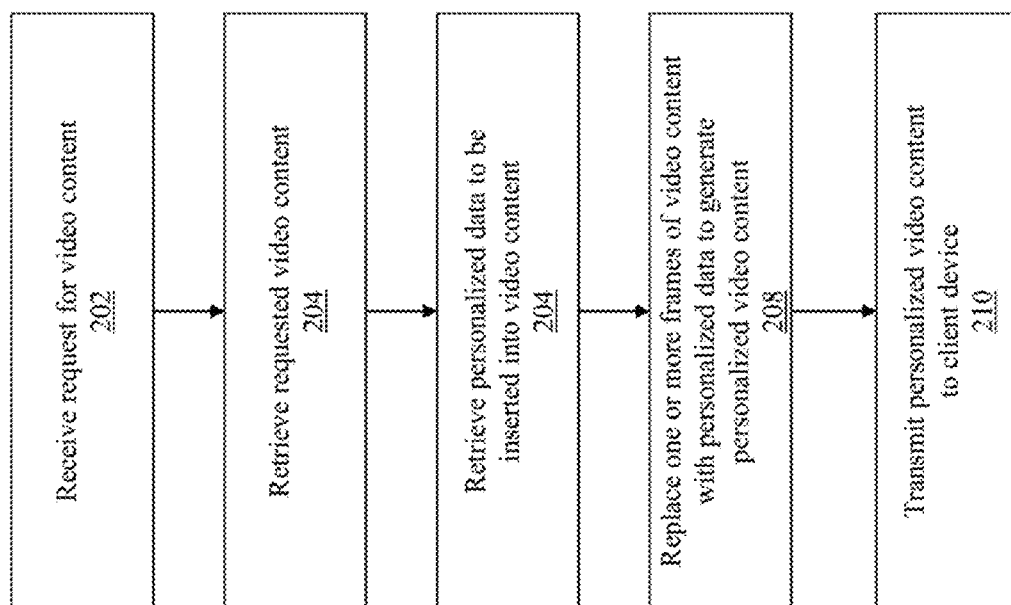 Receive request for video content
202
Retrieve requested video content
204
Retrieve personalized data to be
inserted into video content
204
Replace one or more frames of video content
with personalized data to generate
personalized video content
208
Transmit personalized video content
to client device
210